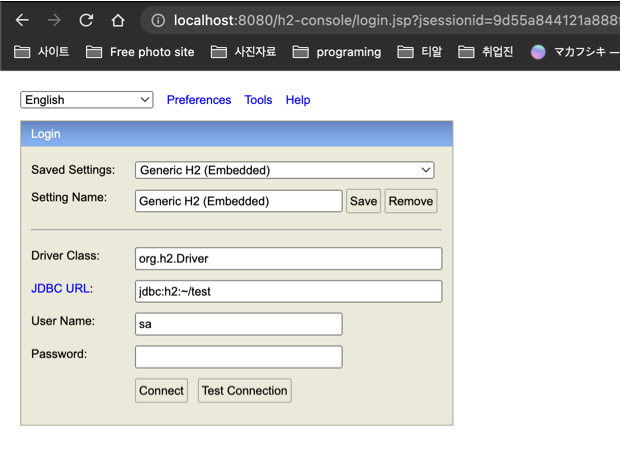 localhost:8080/h2-console/login.jsp?jsessionid=9d55a844121a888
사이트 Free photo site 사진자료 programing 티알 취업진 マカフシキ —
English Preferences Tools Help
Login
Saved Settings: Generic H2 (Embedded)
Setting Name: Generic H2 (Embedded) Save Remove
Driver Class: org.h2.Driver
JDBC URL: jdbc:h2:~/test
User Name: sa
Password:
Connect Test Connection